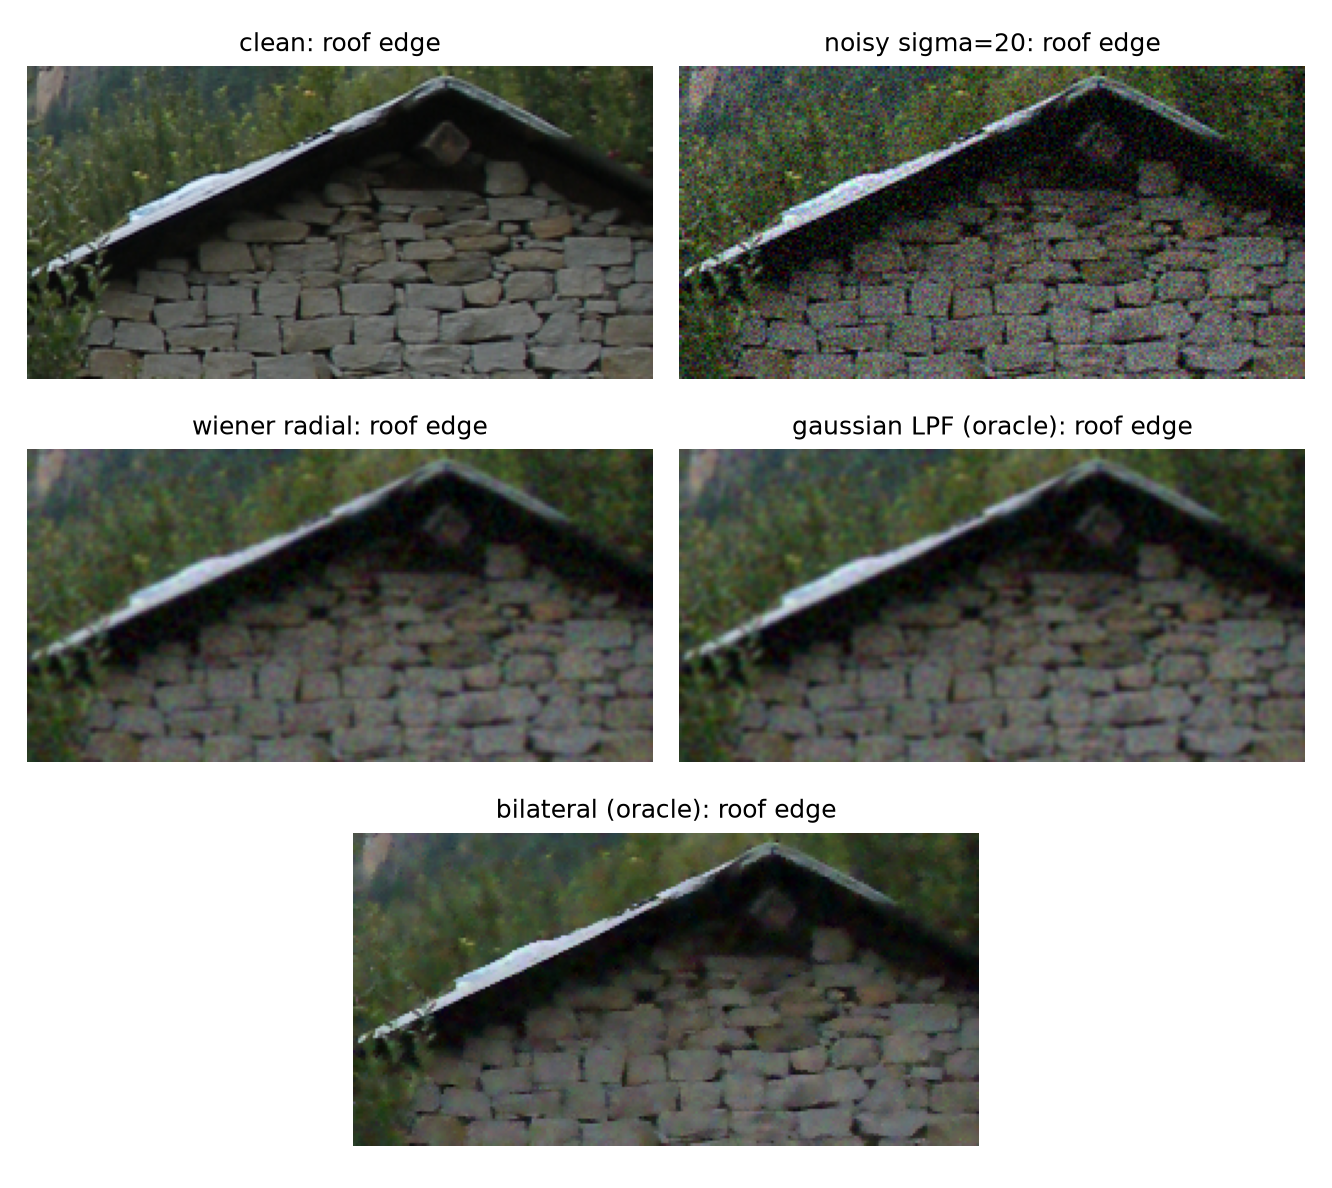 clean: roof edge
noisy sigma=20: roof edge
wiener radial: roof edge
gaussian LPF (oracle): roof edge
bilateral (oracle): roof edge